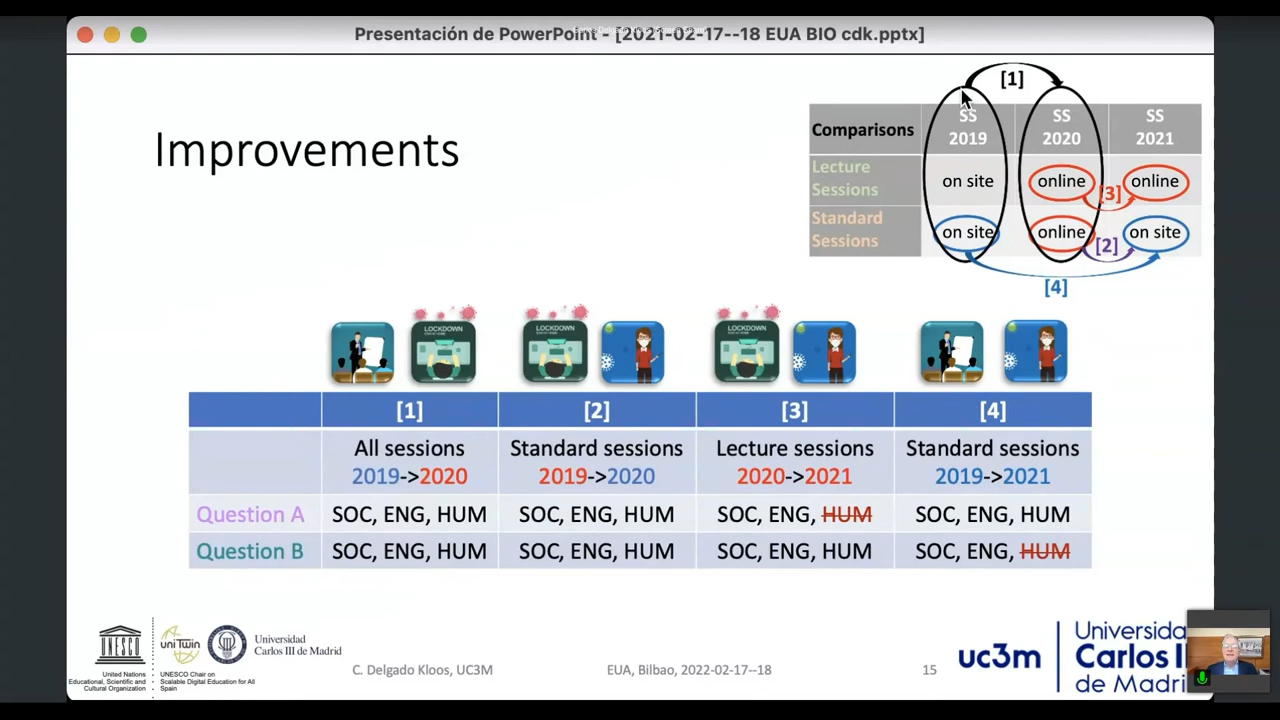 Presentación de PowerPoint - [2021-02-17--18 EUA BIO cdk.pptx]
Improvements
[1]
Comparisons SS 2019 SS 2020 SS 2021
Lecture Sessions on site online online
[3]
Standard Sessions on site online on site
[2]
[4]
LOCKDOWN LOCKDOWN LOCKDOWN
[1] [2] [3] [4]
All sessions Standard sessions Lecture sessions Standard sessions
2019->2020 2019->2020 2020->2021 2019->2021
Question A SOC, ENG, HUM SOC, ENG, HUM SOC, ENG, HUM SOC, ENG, HUM
Question B SOC, ENG, HUM SOC, ENG, HUM SOC, ENG, HUM SOC, ENG, HUM
UNESCO
United Nations
Educational, Scientific and
Cultural Organization
uniTwin
UNESCO Chair on
Scalable Digital Education for All
Spain
Universidad
Carlos III de Madrid
C. Delgado Kloos, UC3M
EUA, Bilbao, 2022-02-17--18
15
uc3m
Universida
Carlos I
de Madri